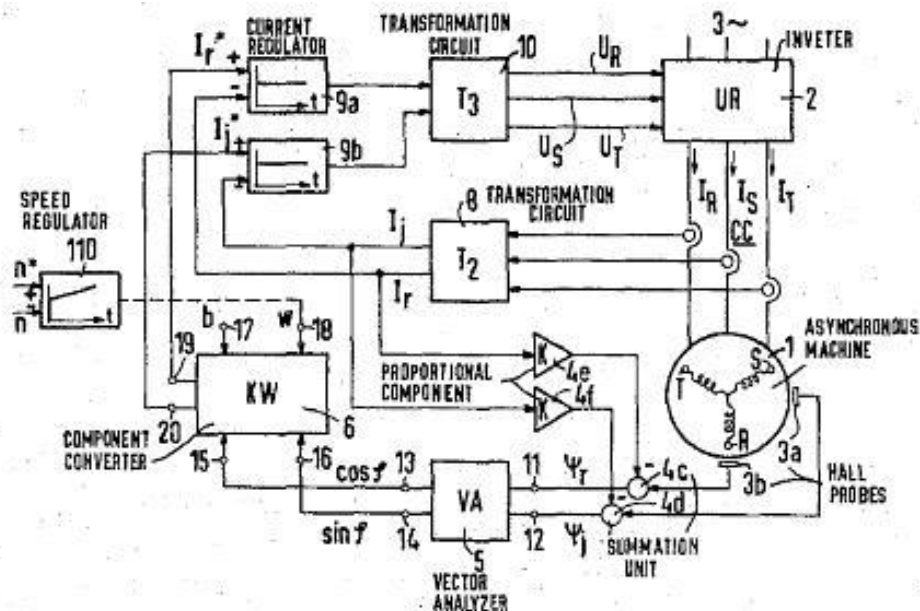 CURRENT REGULATOR
TRANSFORMATION CIRCUIT
3~
INVETER
Ir* +
-
t
9a
10
T3
UR
US
UT
UR
2
Ij* +
t
9b
IR
IS
IT
SPEED REGULATOR
110
n*
+
n
t
TRANSFORMATION CIRCUIT
8
T2
Ij
Ir
CC
b
17
w
18
19
20
KW
6
COMPONENT CONVERTER
15
16
PROPORTIONAL COMPONENT
K
4e
K
4f
ASYNCHRONOUS MACHINE
1
S
T
R
3a
3b
HALL PROBES
cosφ
13
sinφ
14
VA
5
VECTOR ANALYZER
11
Ψr
12
Ψj
-
4c
-
4d
SUMMATION UNIT